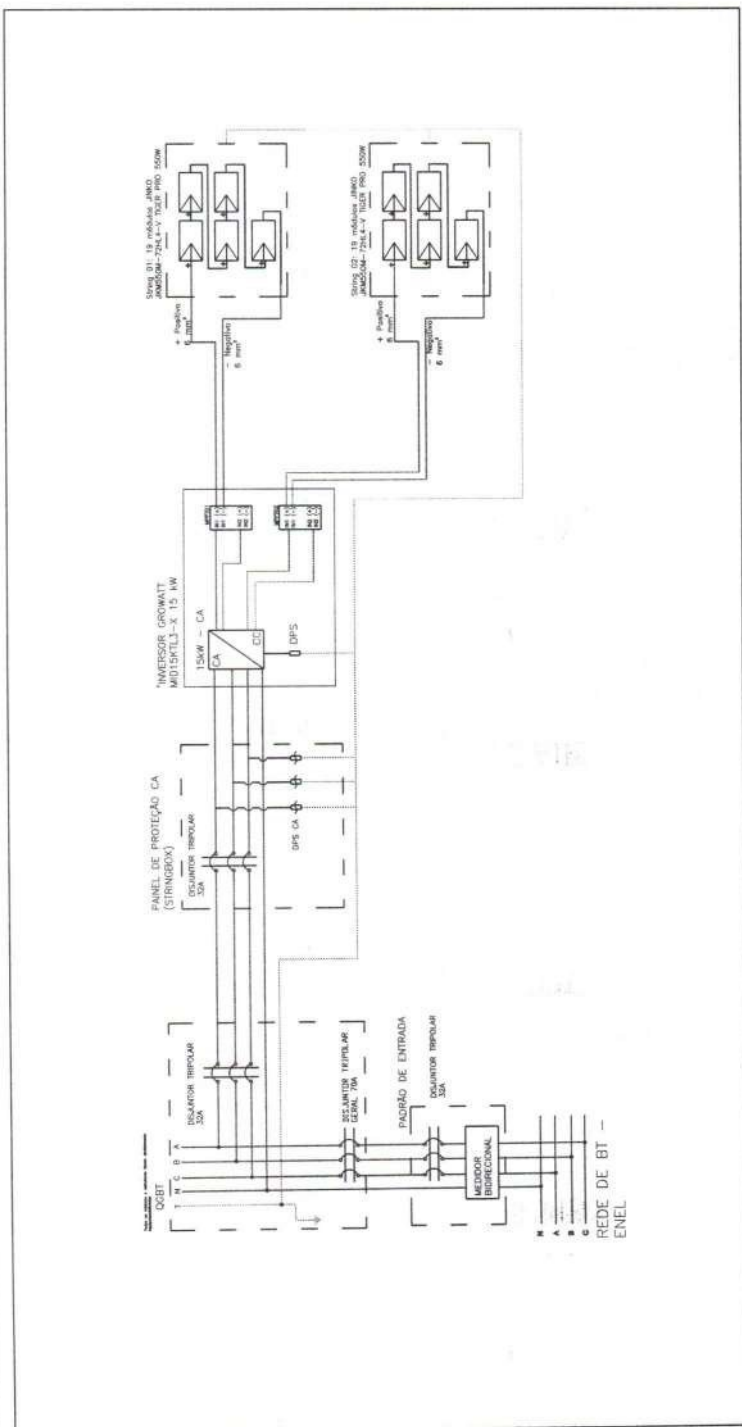 String 01: 19 módulos JINKO
JKM550M-72HL4-V TIGER PRO 550W
+ Positivo
6 mm²
- Negativo
6 mm²
String 02: 19 módulos JINKO
JKM550M-72HL4-V TIGER PRO 550W
+ Positivo
6 mm²
- Negativo
6 mm²
INVERSOR GROWATT
MID15KTL3-X 15 kW
15kW - CA
CA
CC
DPS
PAINEL DE PROTEÇÃO CA
(STRINGBOX)
DISJUNTOR TRIPOLAR
32A
DPS CA
QGBT
DISJUNTOR TRIPOLAR
32A
A
B
C
N
T
DISJUNTOR TRIPOLAR
GERAL 70A
PADRÃO DE ENTRADA
DISJUNTOR TRIPOLAR
32A
MEDIDOR
BIDIRECIONAL
N
A
B
C
REDE DE BT -
ENEL